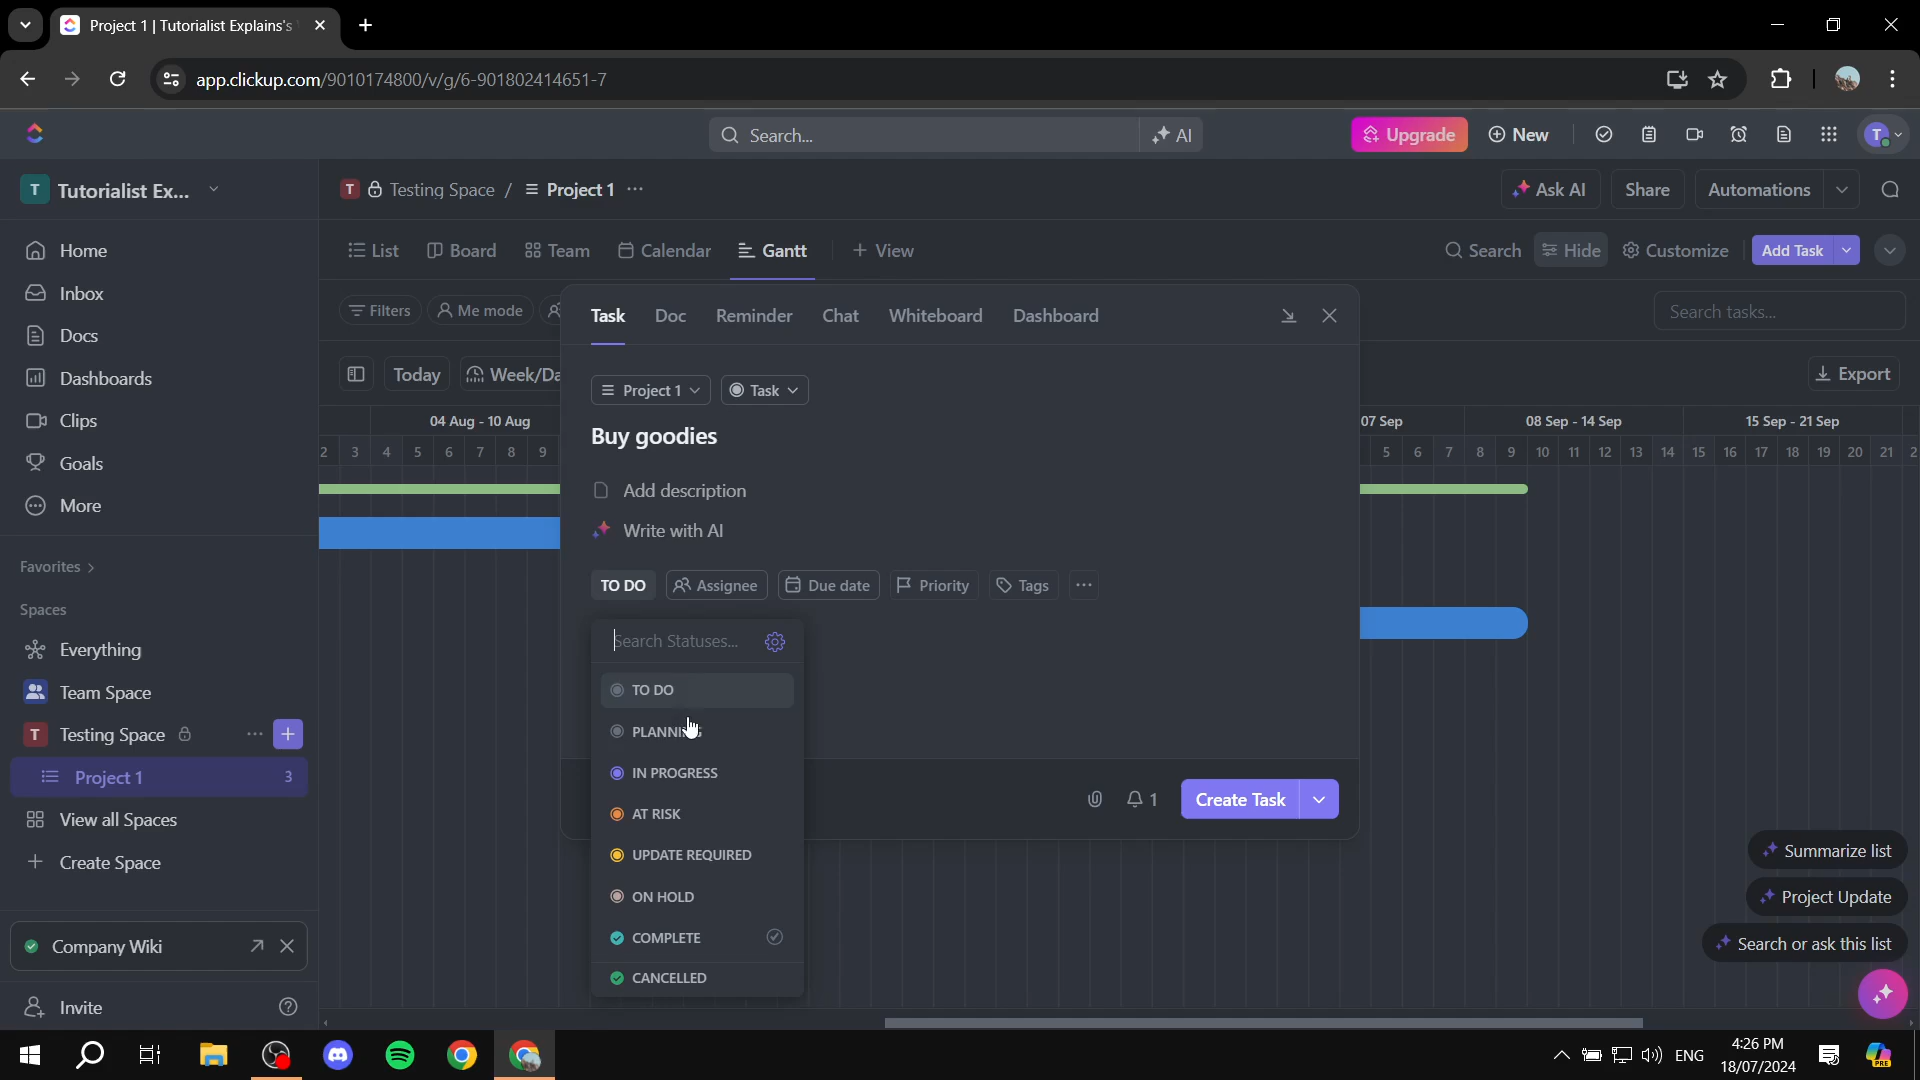 Project 1 | Tutorialist Explains's
app.clickup.com/9010174800/v/g/6-901802414651-7
Search...
AI
Upgrade
New
T
T Tutorialist Ex...
T Testing Space / Project 1 ...
Ask AI
Share
Automations
Home
Inbox
Docs
Dashboards
Clips
Goals
More
Favorites
Spaces
Everything
Team Space
T Testing Space
Project 1 3
View all Spaces
Create Space
Company Wiki
Invite
List Board Team Calendar Gantt + View
Search Hide Customize Add Task
Filters Me mode
Search tasks...
Today Week/Da
Export
04 Aug - 10 Aug
07 Sep 08 Sep - 14 Sep 15 Sep - 21 Sep
2 3 4 5 6 7 8 9
5 6 7 8 9 10 11 12 13 14 15 16 17 18 19 20 21 2
Task Doc Reminder Chat Whiteboard Dashboard
Project 1 Task
Buy goodies
Add description
Write with AI
TO DO Assignee Due date Priority Tags ...
Search Statuses...
TO DO
PLANNING
IN PROGRESS
AT RISK
UPDATE REQUIRED
ON HOLD
COMPLETE
CANCELLED
1
Create Task
Summarize list
Project Update
Search or ask this list
ENG
4:26 PM
18/07/2024
PRE